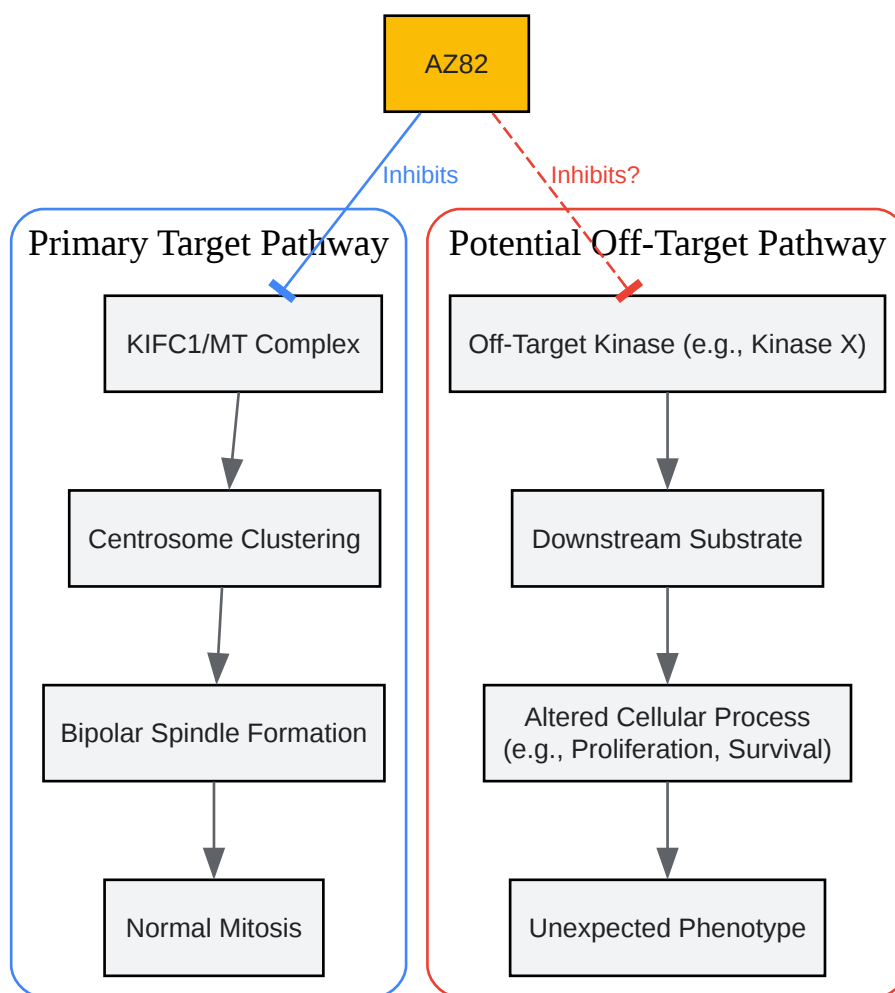 AZ82
Inhibits
Inhibits?
Primary Target Pathway
Potential Off-Target Pathway
KIFC1/MT Complex
Off-Target Kinase (e.g., Kinase X)
Centrosome Clustering
Downstream Substrate
Bipolar Spindle Formation
Altered Cellular Process
(e.g., Proliferation, Survival)
Normal Mitosis
Unexpected Phenotype